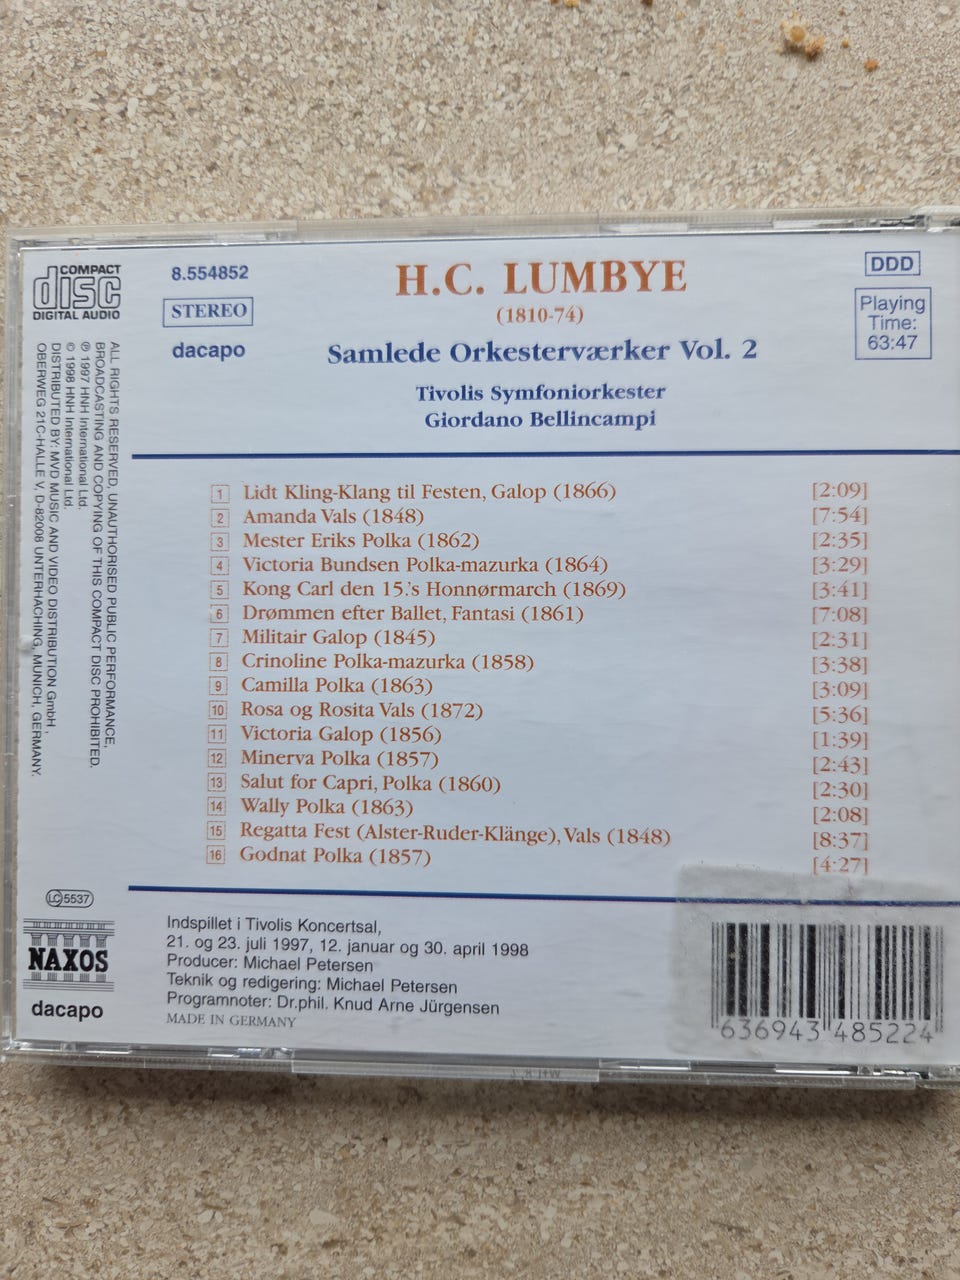 COMPACT
disc
DIGITAL AUDIO
8.554852
STEREO
dacapo
H.C. LUMBYE
(1810-74)
Samlede Orkesterværker Vol. 2
Tivolis Symfoniorkester
Giordano Bellincampi
DDD
Playing
Time:
63:47
1 Lidt Kling-Klang til Festen, Galop (1866) [2:09]
2 Amanda Vals (1848) [7:54]
3 Mester Eriks Polka (1862) [2:35]
4 Victoria Bundsen Polka-mazurka (1864) [3:29]
5 Kong Carl den 15.'s Honnørmarch (1869) [3:41]
6 Drømmen efter Ballet, Fantasi (1861) [7:08]
7 Militair Galop (1845) [2:31]
8 Crinoline Polka-mazurka (1858) [3:38]
9 Camilla Polka (1863) [3:09]
10 Rosa og Rosita Vals (1872) [5:36]
11 Victoria Galop (1856) [1:39]
12 Minerva Polka (1857) [2:43]
13 Salut for Capri, Polka (1860) [2:30]
14 Wally Polka (1863) [2:08]
15 Regatta Fest (Alster-Ruder-Klänge), Vals (1848) [8:37]
16 Godnat Polka (1857) [4:27]
ALL RIGHTS RESERVED, UNAUTHORISED PUBLIC PERFORMANCE,
BROADCASTING AND COPYING OF THIS COMPACT DISC PROHIBITED.
℗ 1997 HNH International Ltd.
© 1998 HNH International Ltd.
DISTRIBUTED BY: MVD MUSIC AND VIDEO DISTRIBUTION GmbH,
OBERWEG 21C-HALLE V, D-82008 UNTERHACHING, MUNICH, GERMANY.
LC 5537
NAXOS
dacapo
Indspillet i Tivolis Koncertsal,
21. og 23. juli 1997, 12. januar og 30. april 1998
Producer: Michael Petersen
Teknik og redigering: Michael Petersen
Programnoter: Dr.phil. Knud Arne Jürgensen
MADE IN GERMANY
636943 485224